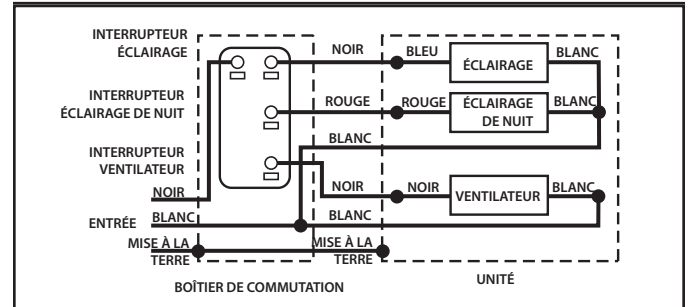 INTERRUPTEUR
ÉCLAIRAGE
INTERRUPTEUR
ÉCLAIRAGE DE NUIT
INTERRUPTEUR
VENTILATEUR
NOIR
ENTRÉE
BLANC
MISE À LA
TERRE
BOÎTIER DE COMMUTATION
NOIR
BLEU
ÉCLAIRAGE
BLANC
ROUGE
ROUGE
ÉCLAIRAGE
DE NUIT
BLANC
BLANC
NOIR
NOIR
VENTILATEUR
BLANC
BLANC
MISE À LA
TERRE
UNITÉ